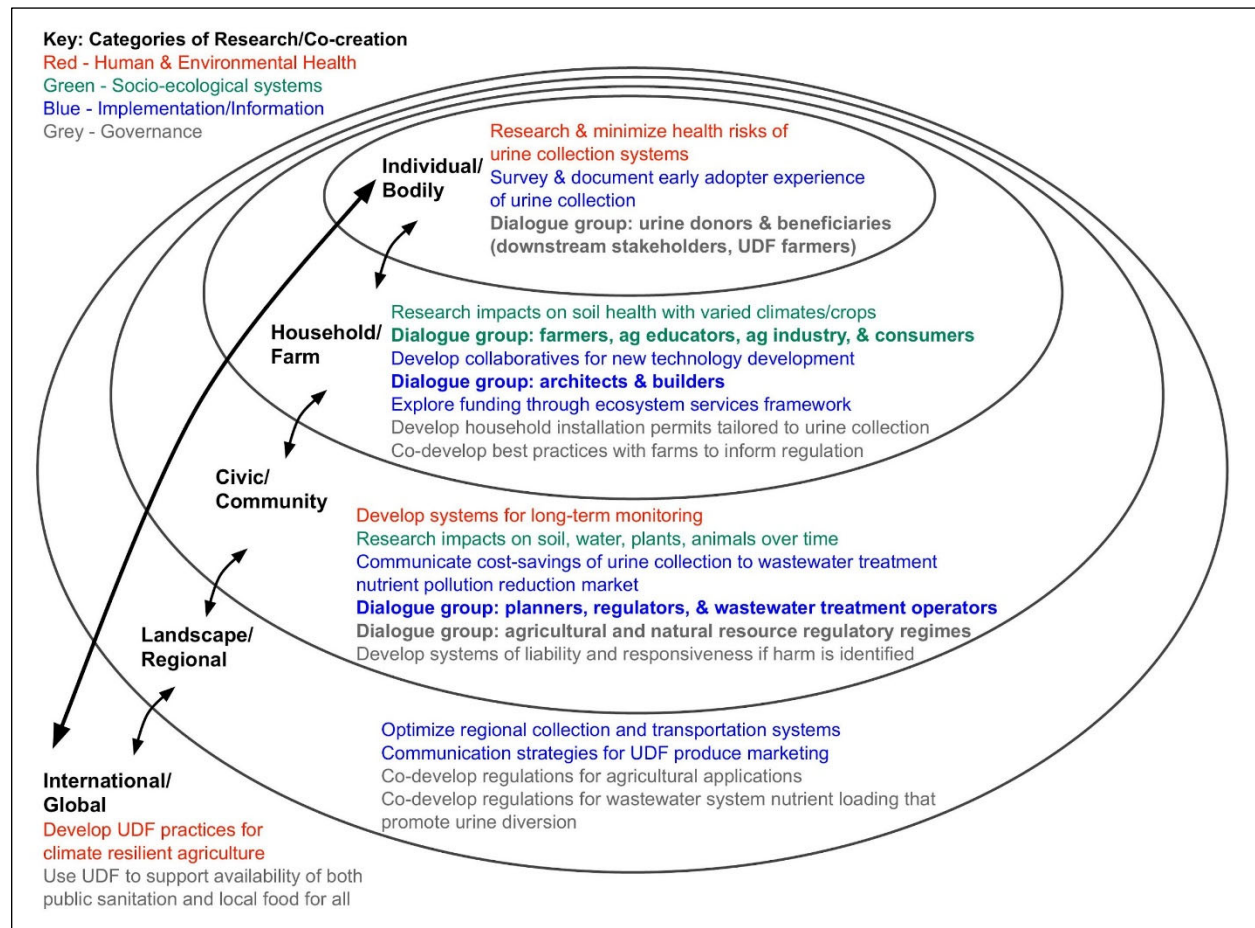 Key: Categories of Research/Co-creation
Red - Human & Environmental Health
Green - Socio-ecological systems
Blue - Implementation/Information
Grey - Governance
Individual/
Bodily
Research & minimize health risks of
urine collection systems
Survey & document early adopter experience
of urine collection
Dialogue group: urine donors & beneficiaries
(downstream stakeholders, UDF farmers)
Household/
Farm
Research impacts on soil health with varied climates/crops
Dialogue group: farmers, ag educators, ag industry, & consumers
Develop collaboratives for new technology development
Dialogue group: architects & builders
Explore funding through ecosystem services framework
Develop household installation permits tailored to urine collection
Co-develop best practices with farms to inform regulation
Civic/
Community
Develop systems for long-term monitoring
Research impacts on soil, water, plants, animals over time
Communicate cost-savings of urine collection to wastewater treatment
nutrient pollution reduction market
Dialogue group: planners, regulators, & wastewater treatment operators
Dialogue group: agricultural and natural resource regulatory regimes
Develop systems of liability and responsiveness if harm is identified
Landscape/
Regional
Optimize regional collection and transportation systems
Communication strategies for UDF produce marketing
Co-develop regulations for agricultural applications
Co-develop regulations for wastewater system nutrient loading that
promote urine diversion
International/
Global
Develop UDF practices for
climate resilient agriculture
Use UDF to support availability of both
public sanitation and local food for all